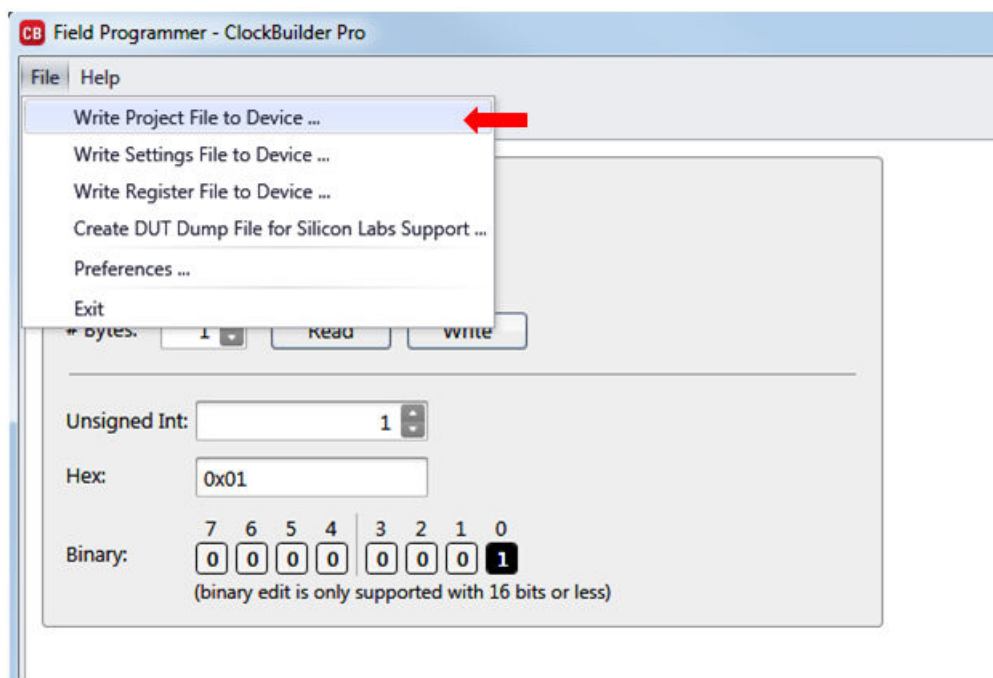 CB Field Programmer - ClockBuilder Pro
File Help
Write Project File to Device ...
Write Settings File to Device ...
Write Register File to Device ...
Create DUT Dump File for Silicon Labs Support ...
Preferences ...
Exit
# Bytes: 1 Read Write
Unsigned Int: 1
Hex: 0x01
7 6 5 4 3 2 1 0
Binary: 0 0 0 0 0 0 0 1
(binary edit is only supported with 16 bits or less)